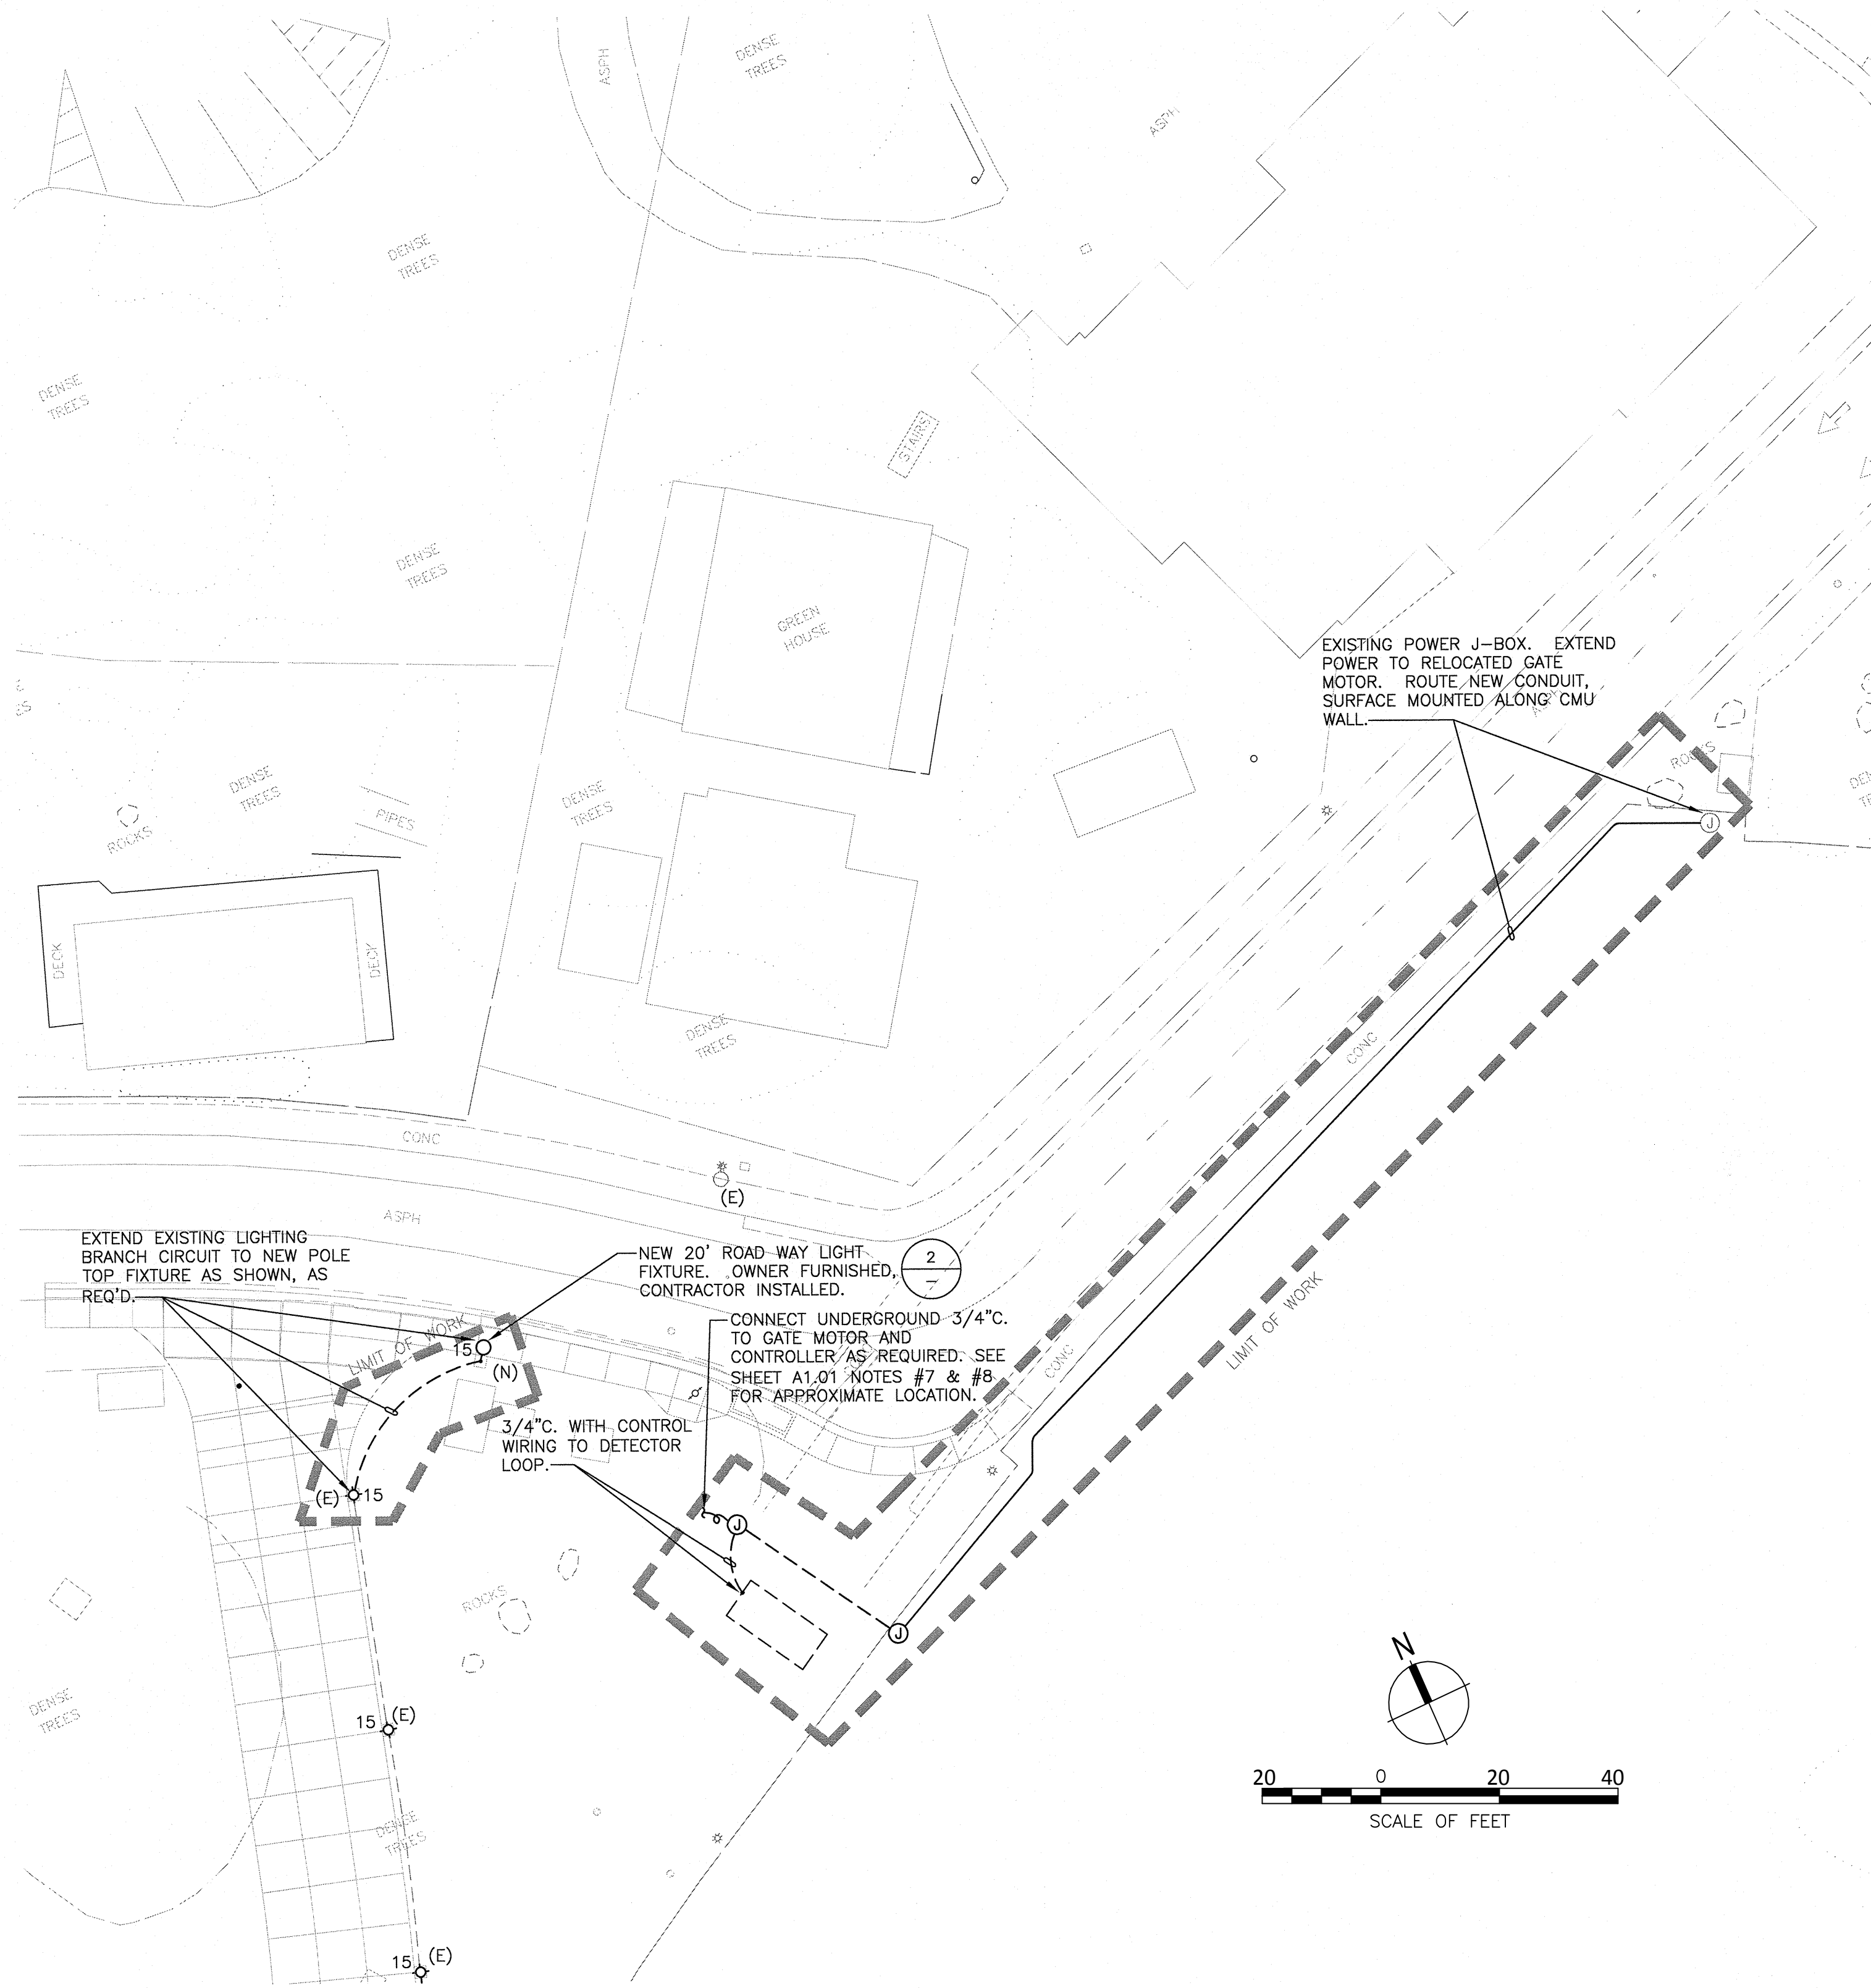 ASPH
DENSE
TREES
ASPH
DENSE
TREES
DENSE
TREES
STAIRS
DENSE
TREES
GREEN
HOUSE
EXISTING POWER J-BOX. EXTEND
POWER TO RELOCATED GATE
MOTOR. ROUTE NEW CONDUIT,
SURFACE MOUNTED ALONG CMU
WALL.
ASPH
ROCKS
DENSE
TREES
DENSE
TREES
PIPES
ROCKS
J
DECK
DECK
DENSE
TREES
CONC
CONC
(E)
ASPH
EXTEND EXISTING LIGHTING
BRANCH CIRCUIT TO NEW POLE
TOP FIXTURE AS SHOWN, AS
REQ'D.
NEW 20' ROAD WAY LIGHT
FIXTURE. OWNER FURNISHED,
CONTRACTOR INSTALLED.
2
-
LIMIT OF WORK
LIMIT OF WORK
15
(N)
CONNECT UNDERGROUND 3/4"C.
TO GATE MOTOR AND
CONTROLLER AS REQUIRED. SEE
SHEET A1.01 NOTES #7 & #8
FOR APPROXIMATE LOCATION.
CONC
3/4"C. WITH CONTROL
WIRING TO DETECTOR
LOOP.
(E)
15
J
ROCKS
J
N
DENSE
TREES
15
(E)
20 0 20 40
SCALE OF FEET
DENSE
TREES
15
(E)